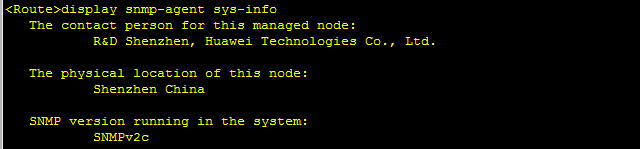 <Route>display snmp-agent sys-info
The contact person for this managed node:
R&D Shenzhen, Huawei Technologies Co., Ltd.
The physical location of this node:
Shenzhen China
SNMP version running in the system:
SNMPv2c